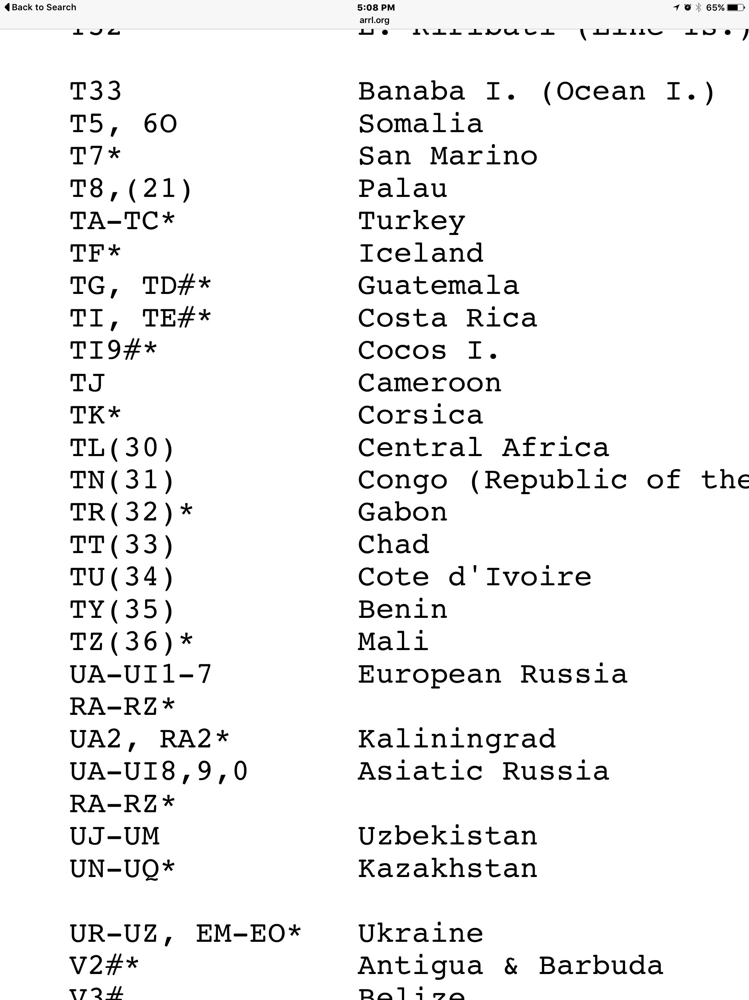 Back to Search 5:08 PM 65%
arrl.org
T32 E. Kiribati (Line Is.)
T33 Banaba I. (Ocean I.)
T5, 6O Somalia
T7* San Marino
T8,(21) Palau
TA-TC* Turkey
TF* Iceland
TG, TD#* Guatemala
TI, TE#* Costa Rica
TI9#* Cocos I.
TJ Cameroon
TK* Corsica
TL(30) Central Africa
TN(31) Congo (Republic of the
TR(32)* Gabon
TT(33) Chad
TU(34) Cote d'Ivoire
TY(35) Benin
TZ(36)* Mali
UA-UI1-7 European Russia
RA-RZ*
UA2, RA2* Kaliningrad
UA-UI8,9,0 Asiatic Russia
RA-RZ*
UJ-UM Uzbekistan
UN-UQ* Kazakhstan
UR-UZ, EM-EO* Ukraine
V2#* Antigua & Barbuda
V3# Belize